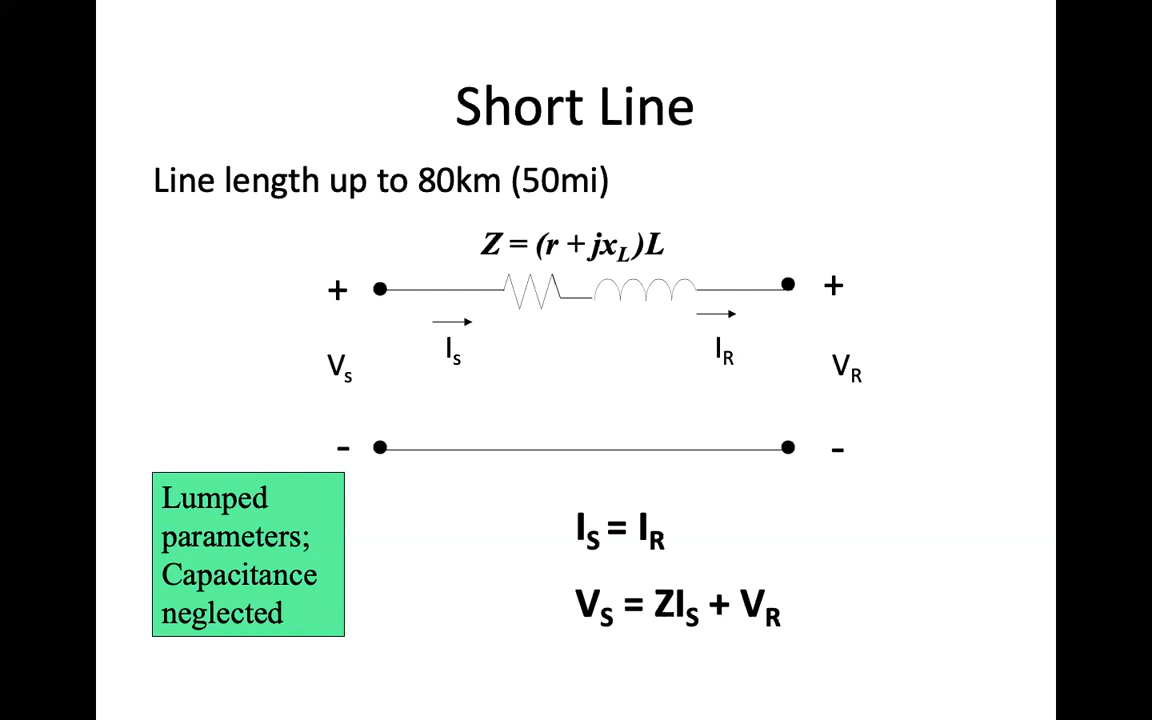 Short Line
Line length up to 80km (50mi)
Z = (r + jx_L)L
+ +
I_s I_R
V_s V_R
- -
Lumped
parameters;
Capacitance
neglected
I_S = I_R
V_S = ZI_S + V_R